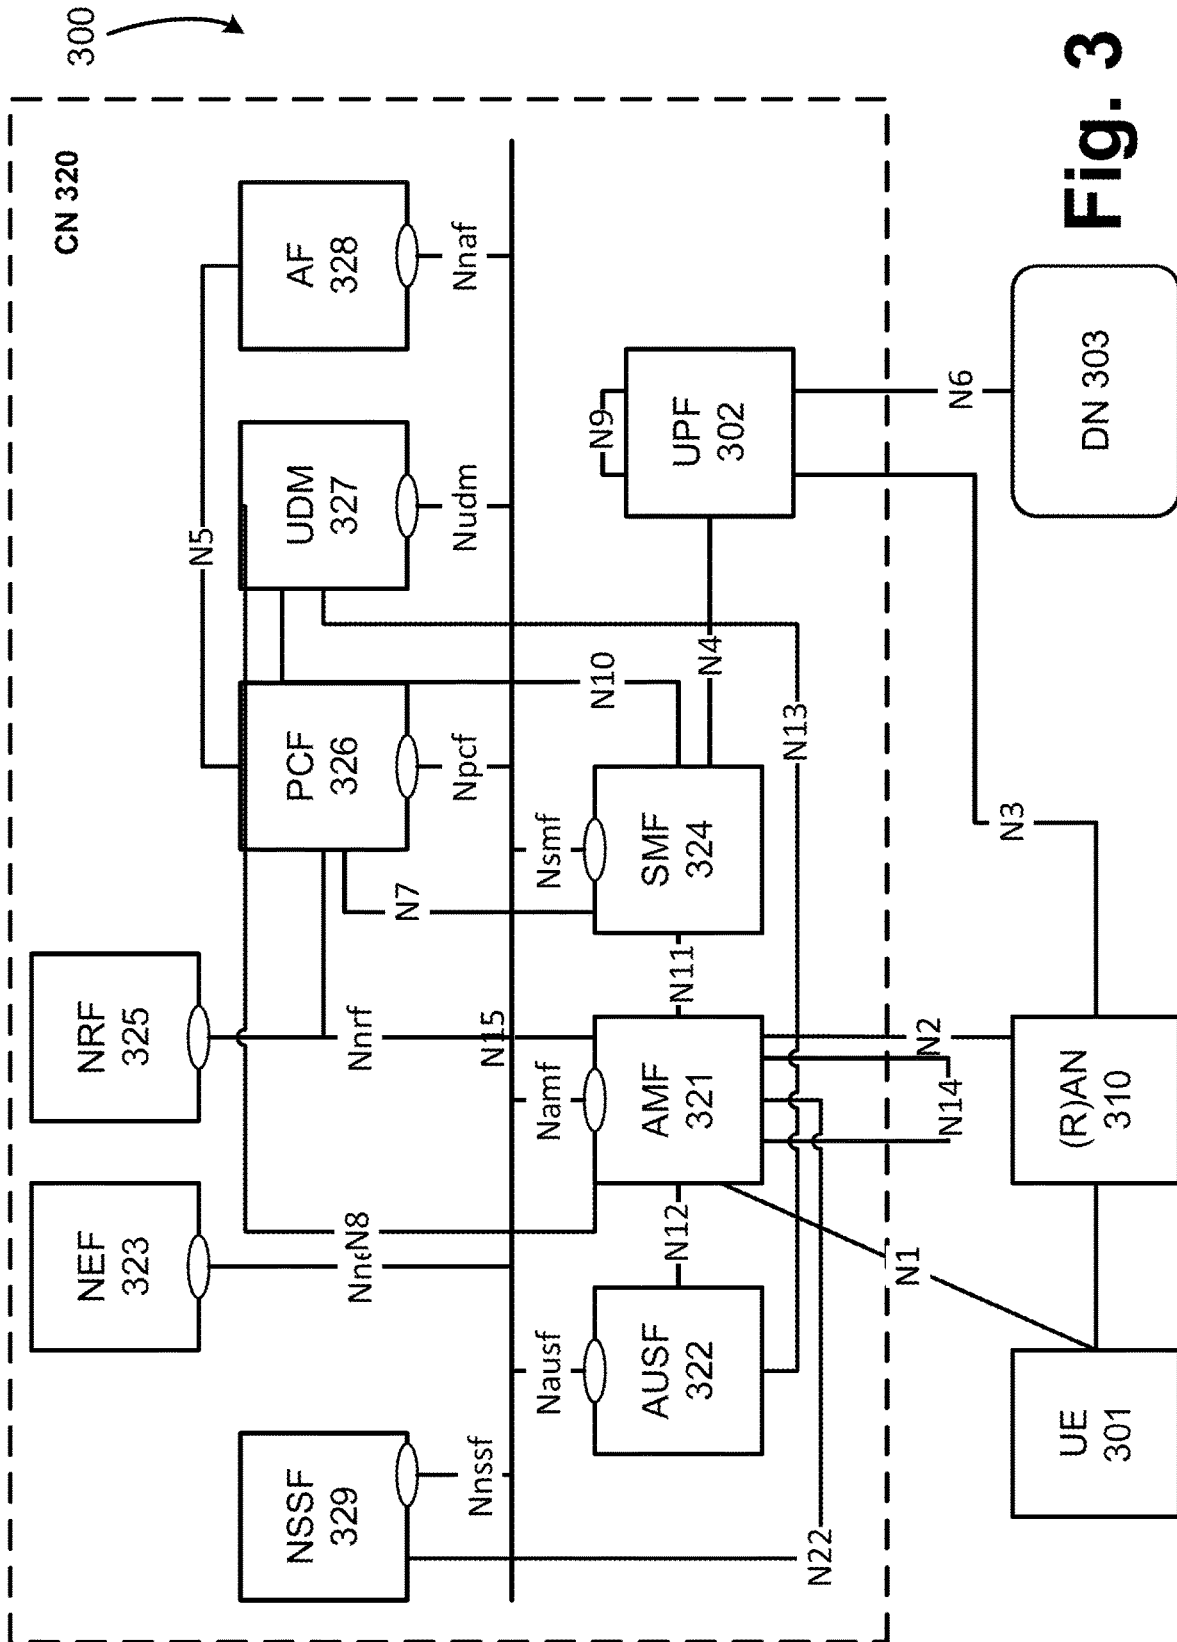 300
CN 320
NEF
323
NRF
325
N5
NSSF
329
PCF
326
UDM
327
AF
328
N8
Nnrf
N7
Nnssf
Npcf
Nudm
Nnaf
N15
Nausf
Namf
Nsmf
N10
AUSF
322
N12
AMF
321
N11
SMF
324
N4
N9
UPF
302
N22
N13
N1
N14
N2
N3
N6
UE
301
(R)AN
310
DN 303
Fig. 3